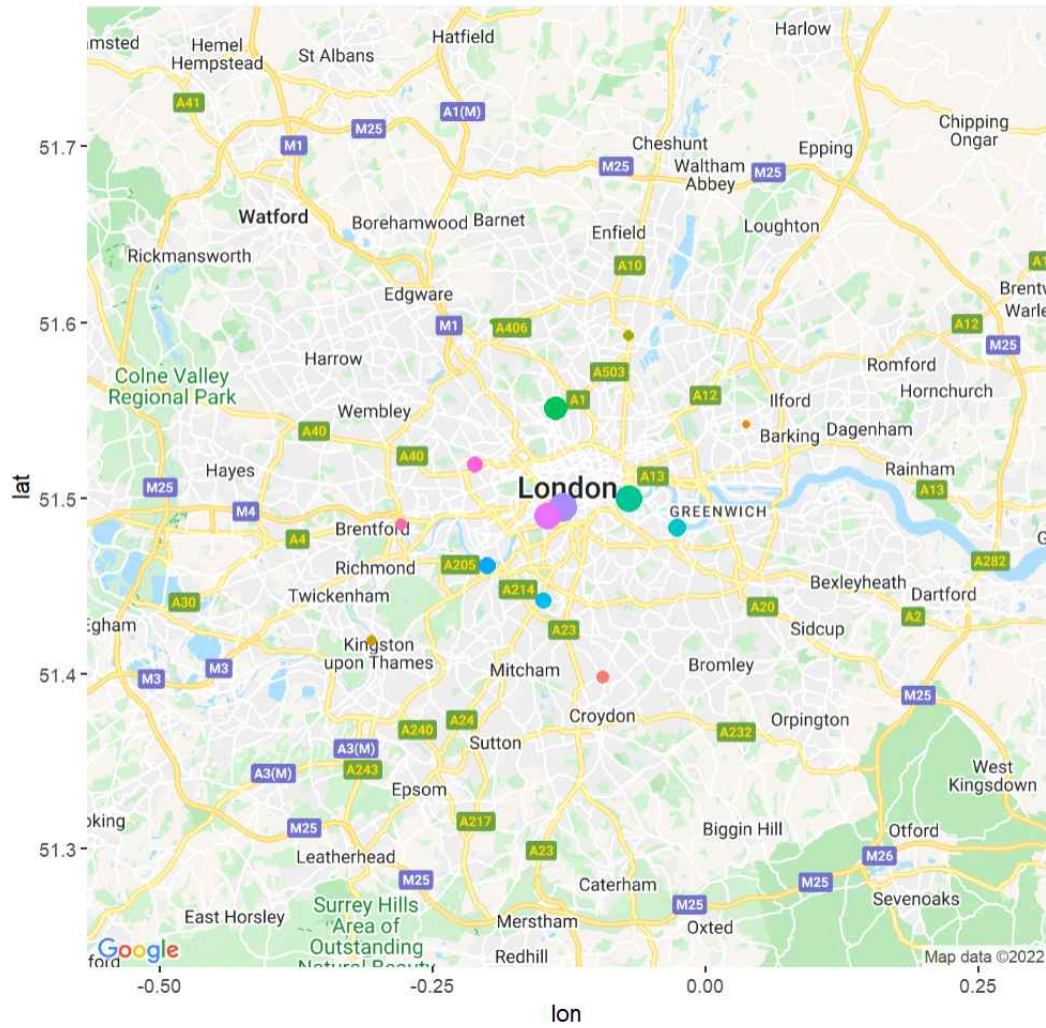 Hatfield
Harlow
Hemel
Hempstead
St Albans
A41
A1(M)
M25
M1
Chipping
Ongar
51.7
Cheshunt
Epping
M25
Waltham
Abbey
M25
Watford
Borehamwood
Barnet
Enfield
Loughton
Rickmansworth
A10
Edgware
Warle
51.6
M1
A406
A12
M25
Harrow
A503
Romford
Colne Valley
Regional Park
Wembley
A1
A12
Ilford
Hornchurch
A40
Barking
Dagenham
Hayes
A40
Rainham
M25
London
A13
A13
51.5
lat
M4
Brentford
GREENWICH
A4
Richmond
A205
A282
Twickenham
A214
Bexleyheath
Dartford
A30
A20
A2
Egham
A23
Sidcup
Kingston
upon Thames
M3
M3
Mitcham
Bromley
51.4
M25
Croydon
Orpington
A240
A24
A232
Sutton
A3(M)
A3(M)
A243
West
Kingsdown
Epsom
A217
M25
Biggin Hill
Otford
51.3
Leatherhead
A23
M26
M25
Caterham
M25
Sevenoaks
East Horsley
Surrey Hills
Area of
Outstanding
Natural Beauty
M25
Merstham
Oxted
Redhill
Google
Map data ©2022
-0.50
-0.25
0.00
0.25
lon